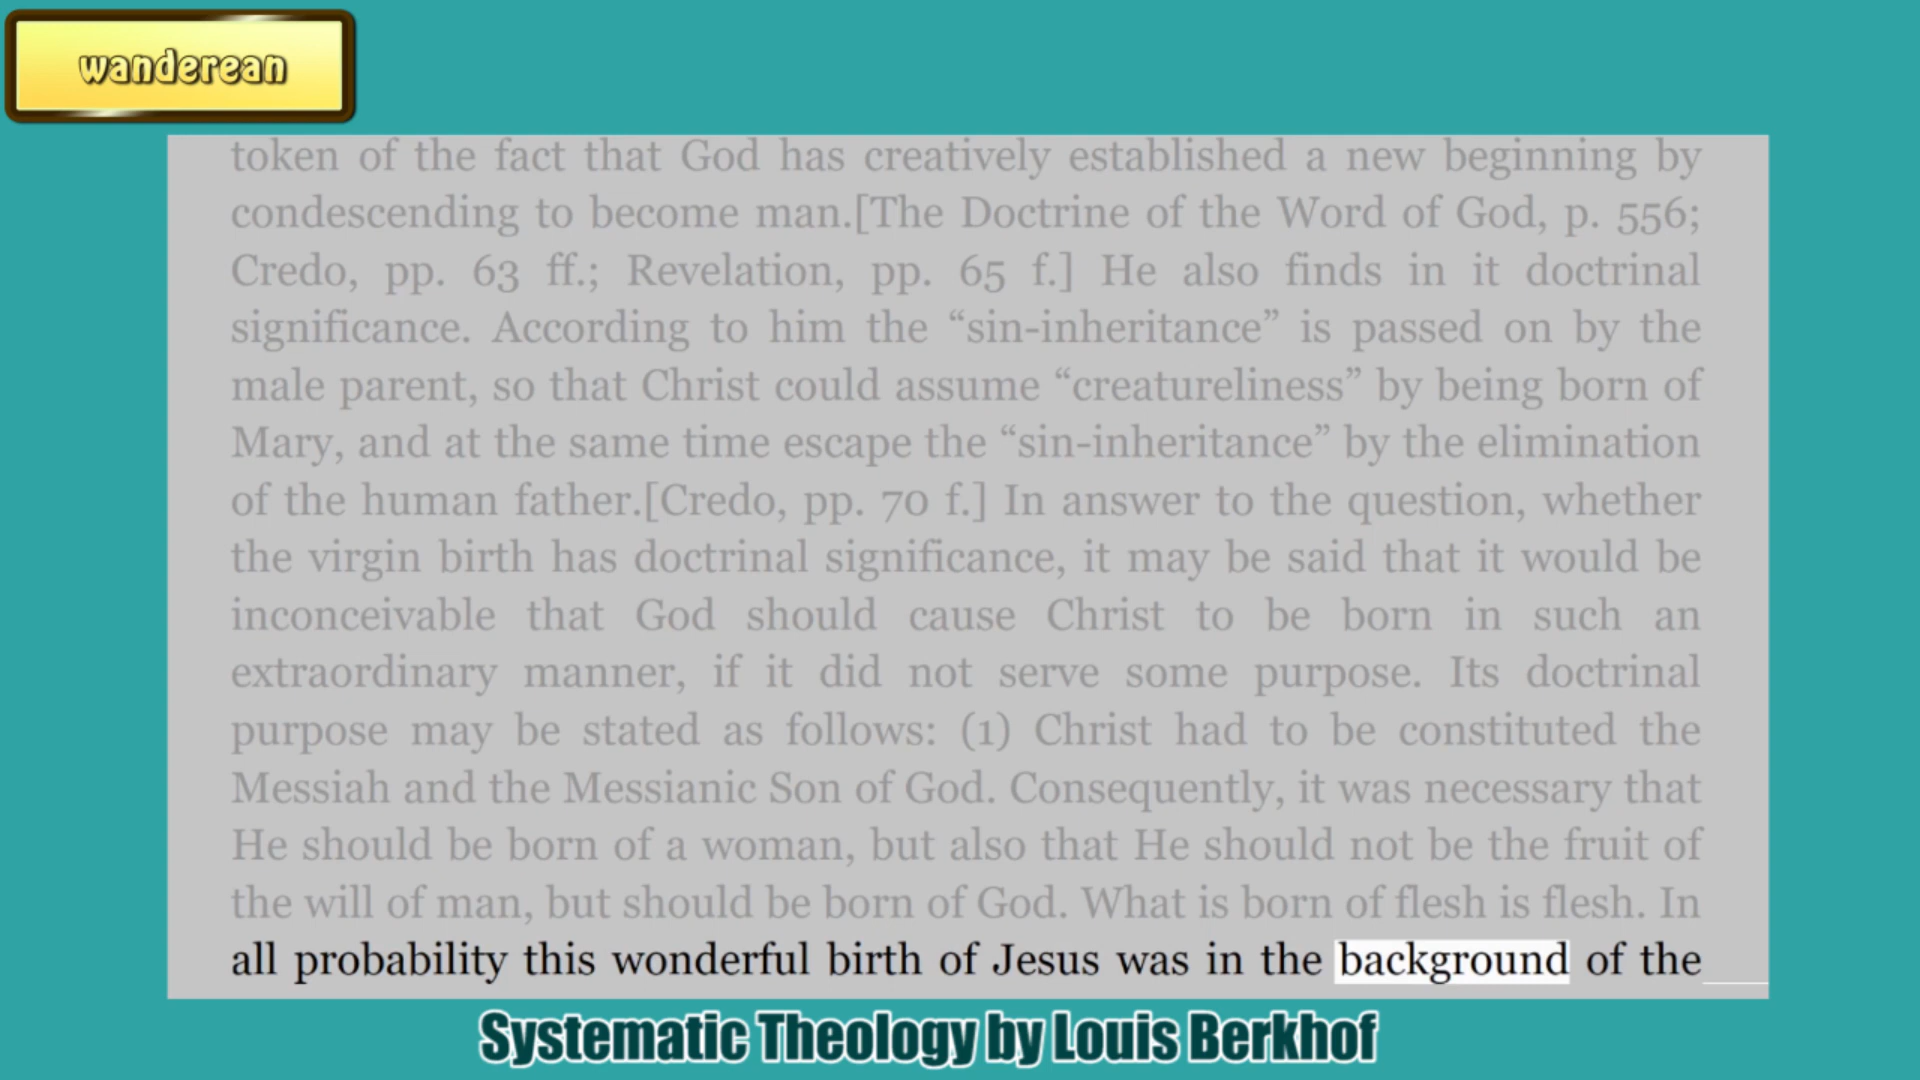 wanderean
token of the fact that God has creatively established a new beginning by
condescending to become man.[The Doctrine of the Word of God, p. 556;
Credo, pp. 63 ff.; Revelation, pp. 65 f.] He also finds in it doctrinal
significance. According to him the “sin-inheritance” is passed on by the
male parent, so that Christ could assume “creatureliness” by being born of
Mary, and at the same time escape the “sin-inheritance” by the elimination
of the human father.[Credo, pp. 70 f.] In answer to the question, whether
the virgin birth has doctrinal significance, it may be said that it would be
inconceivable that God should cause Christ to be born in such an
extraordinary manner, if it did not serve some purpose. Its doctrinal
purpose may be stated as follows: (1) Christ had to be constituted the
Messiah and the Messianic Son of God. Consequently, it was necessary that
He should be born of a woman, but also that He should not be the fruit of
the will of man, but should be born of God. What is born of flesh is flesh. In
all probability this wonderful birth of Jesus was in the background of the
Systematic Theology by Louis Berkhof